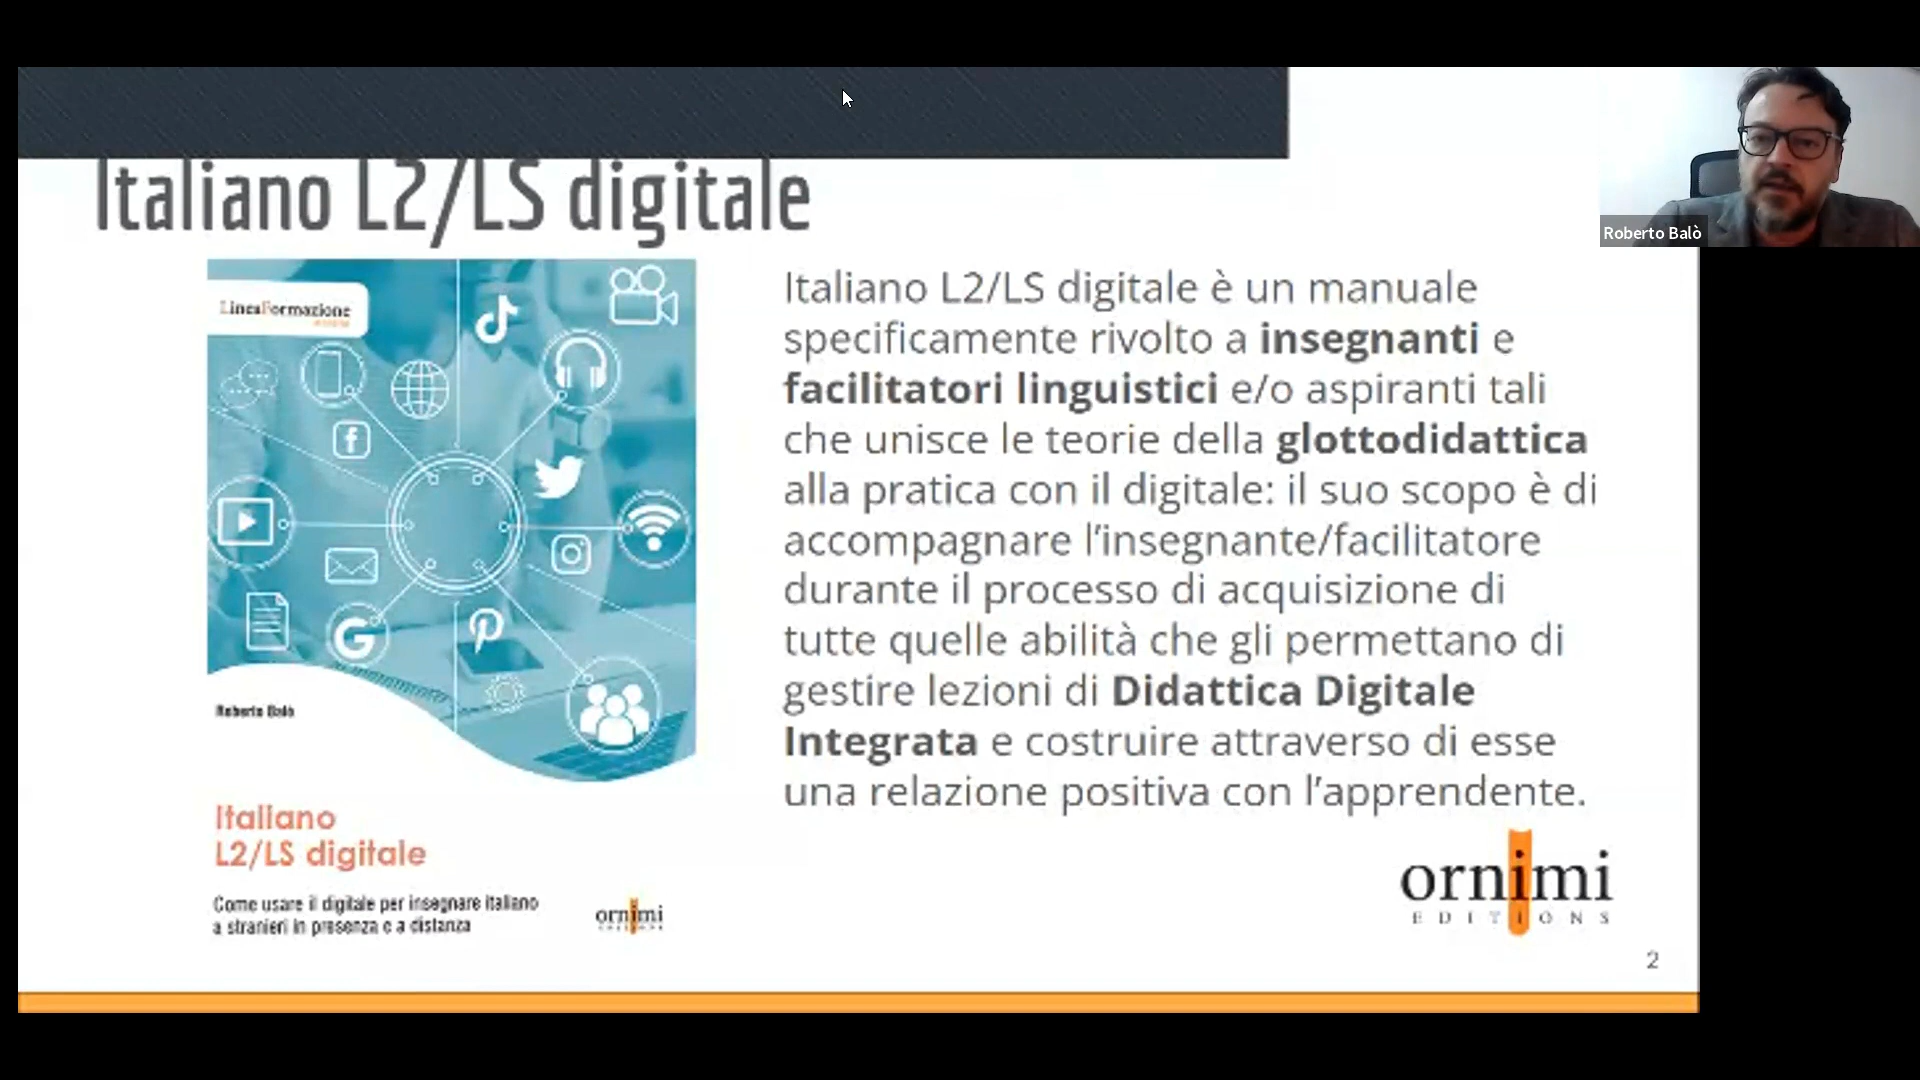 Italiano L2/LS digitale
Roberto Balò
LineaFormazione
Italiano L2/LS digitale è un manuale
specificamente rivolto a insegnanti e
facilitatori linguistici e/o aspiranti tali
che unisce le teorie della glottodidattica
alla pratica con il digitale: il suo scopo è di
accompagnare l’insegnante/facilitatore
durante il processo di acquisizione di
tutte quelle abilità che gli permettano di
gestire lezioni di Didattica Digitale
Integrata e costruire attraverso di esse
una relazione positiva con l’apprendente.
Roberto Balò
Italiano
L2/LS digitale
Come usare il digitale per insegnare italiano
a stranieri in presenza e a distanza
ornimi
ornimi
EDITIONS
2